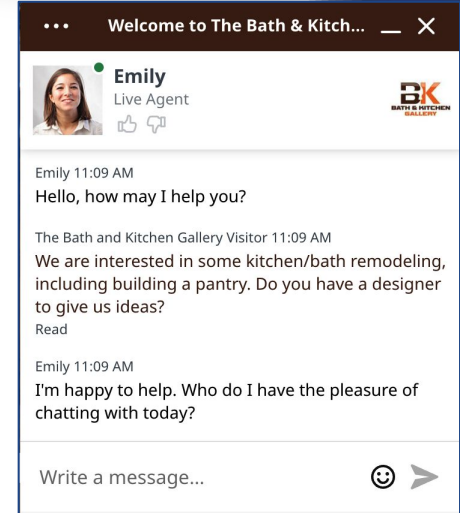 Welcome to The Bath & Kitch...
Emily
Live Agent
BK
BATH & KITCHEN
GALLERY
Emily 11:09 AM
Hello, how may I help you?
The Bath and Kitchen Gallery Visitor 11:09 AM
We are interested in some kitchen/bath remodeling,
including building a pantry. Do you have a designer
to give us ideas?
Read
Emily 11:09 AM
I'm happy to help. Who do I have the pleasure of
chatting with today?
Write a message...